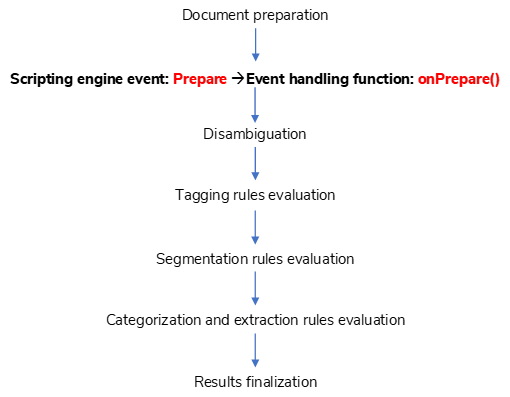 Document preparation
Scripting engine event: Prepare →Event handling function: onPrepare()
Disambiguation
Tagging rules evaluation
Segmentation rules evaluation
Categorization and extraction rules evaluation
Results finalization